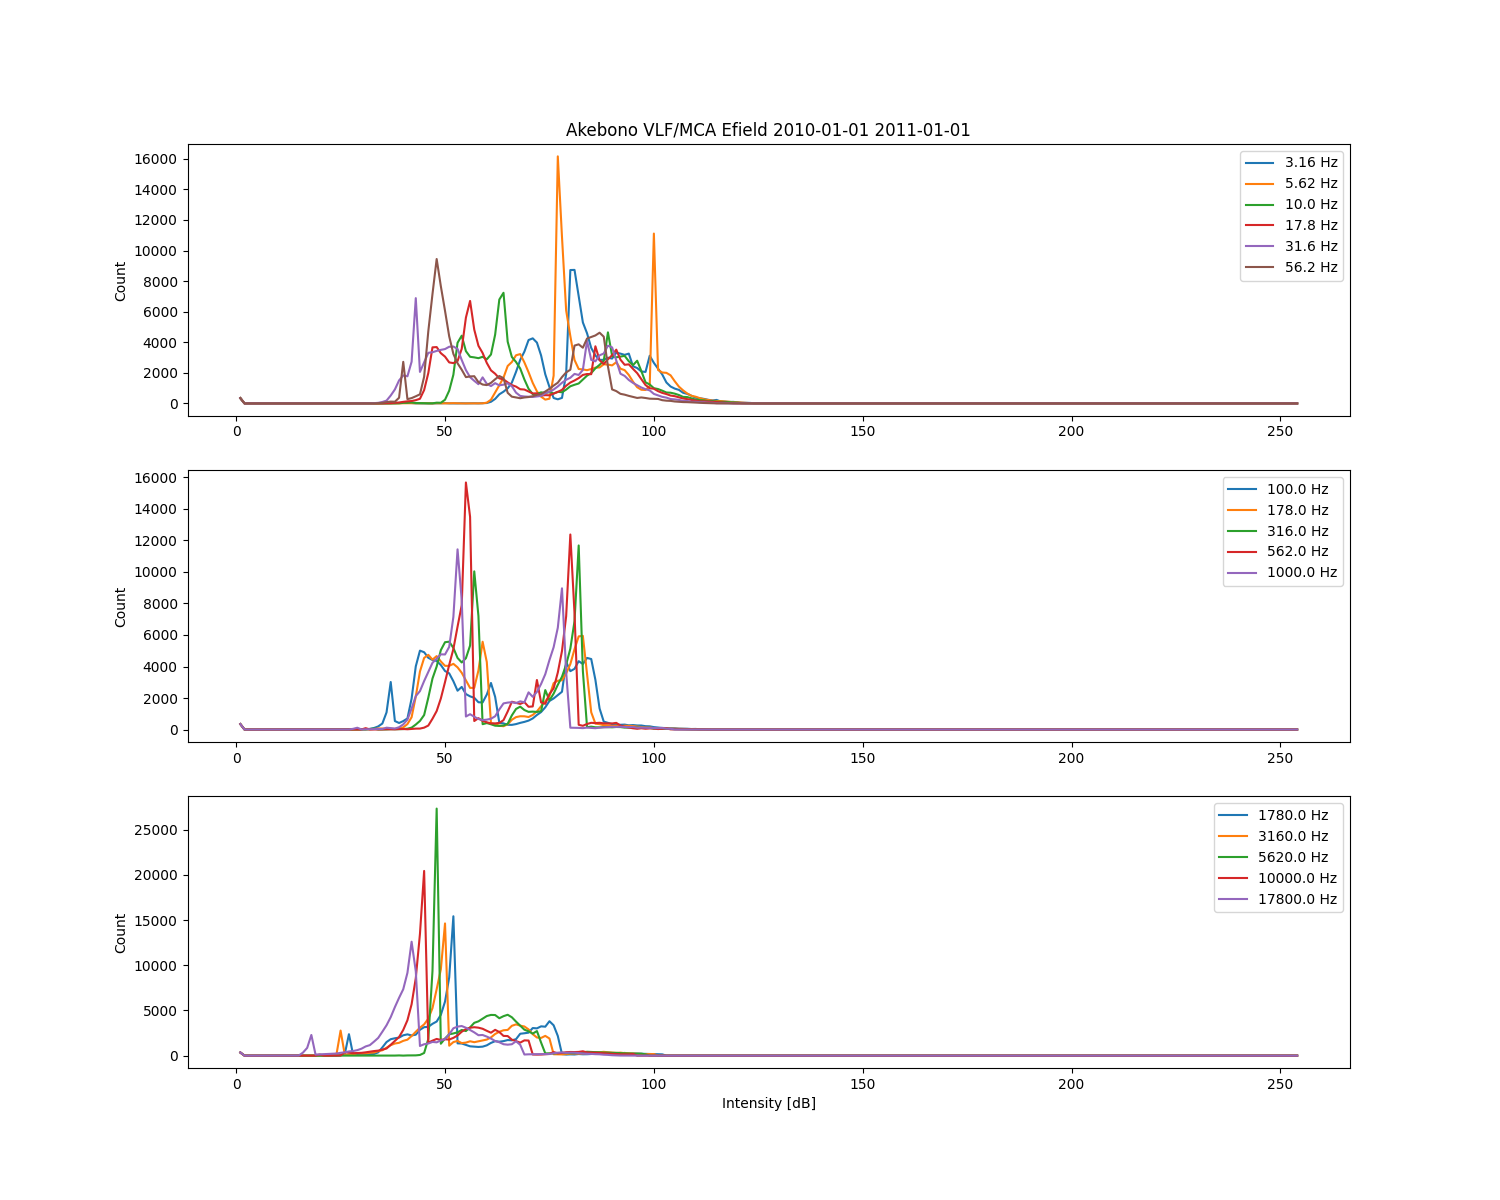 Akebono VLF/MCA Efield 2010-01-01 2011-01-01
16000
14000
12000
10000
8000
6000
4000
2000
0
Count
3.16 Hz
5.62 Hz
10.0 Hz
17.8 Hz
31.6 Hz
56.2 Hz
0 50 100 150 200 250
16000
14000
12000
10000
8000
6000
4000
2000
0
Count
100.0 Hz
178.0 Hz
316.0 Hz
562.0 Hz
1000.0 Hz
0 50 100 150 200 250
25000
20000
15000
10000
5000
0
Count
1780.0 Hz
3160.0 Hz
5620.0 Hz
10000.0 Hz
17800.0 Hz
0 50 100 150 200 250
Intensity [dB]